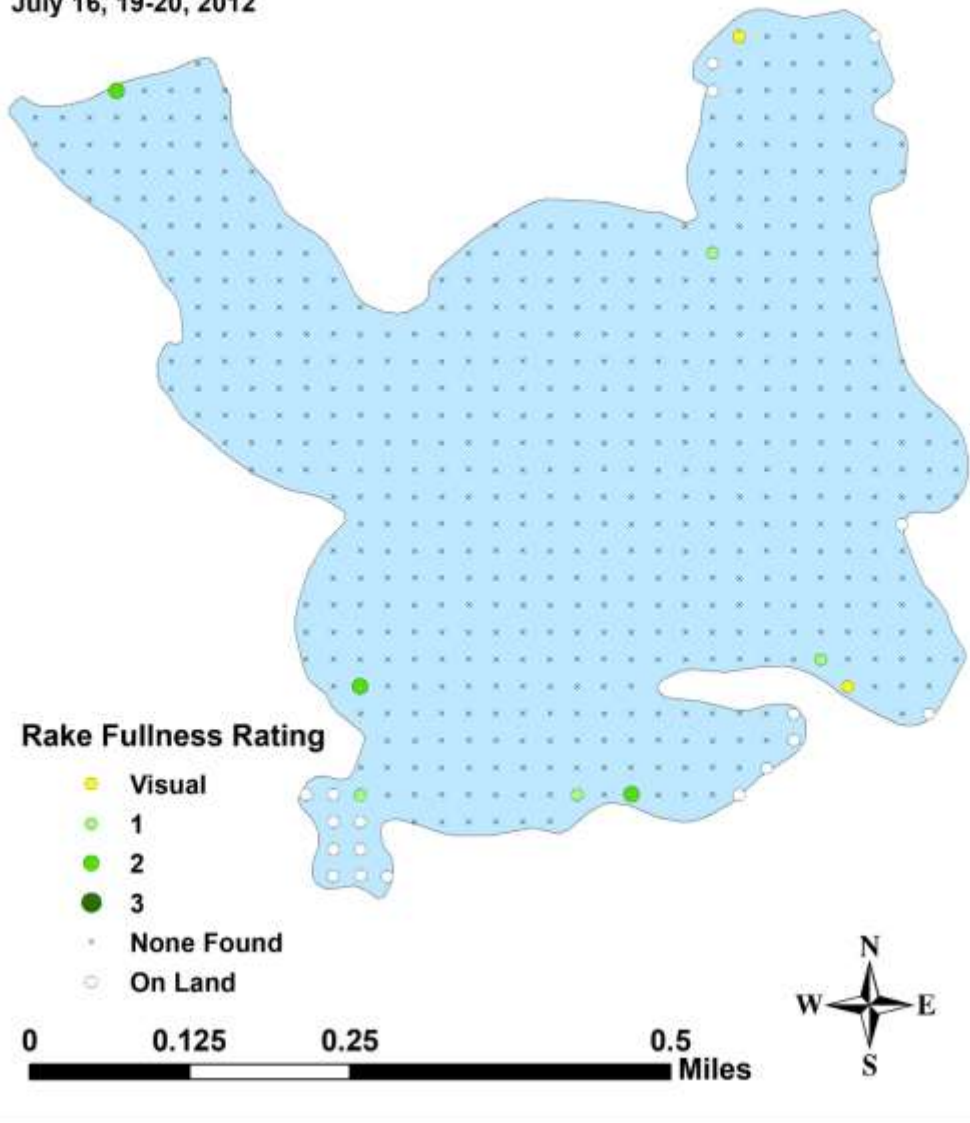 July 16, 19-20, 2012
Rake Fullness Rating
Visual
1
2
3
None Found
On Land
N
W E
S
0 0.125 0.25 0.5
Miles